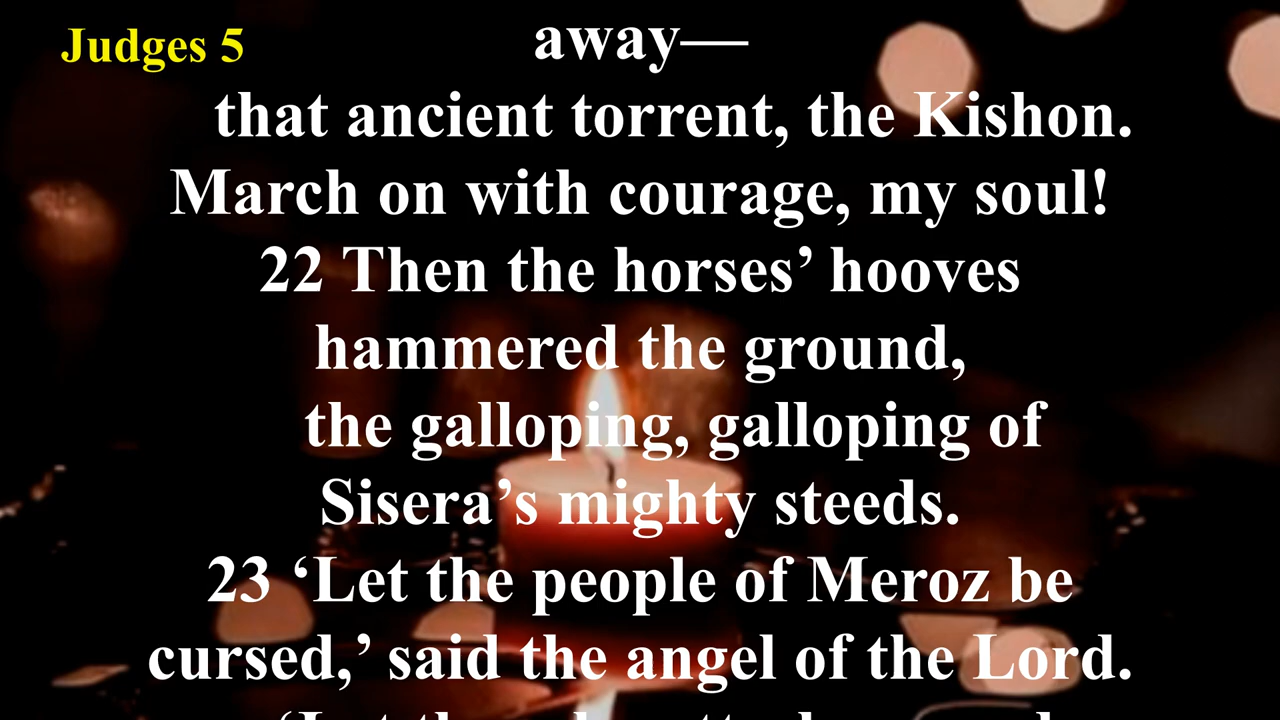 Judges 5
away—
that ancient torrent, the Kishon.
March on with courage, my soul!
22 Then the horses’ hooves
hammered the ground,
the galloping, galloping of
Sisera’s mighty steeds.
23 ‘Let the people of Meroz be
cursed,’ said the angel of the Lord.